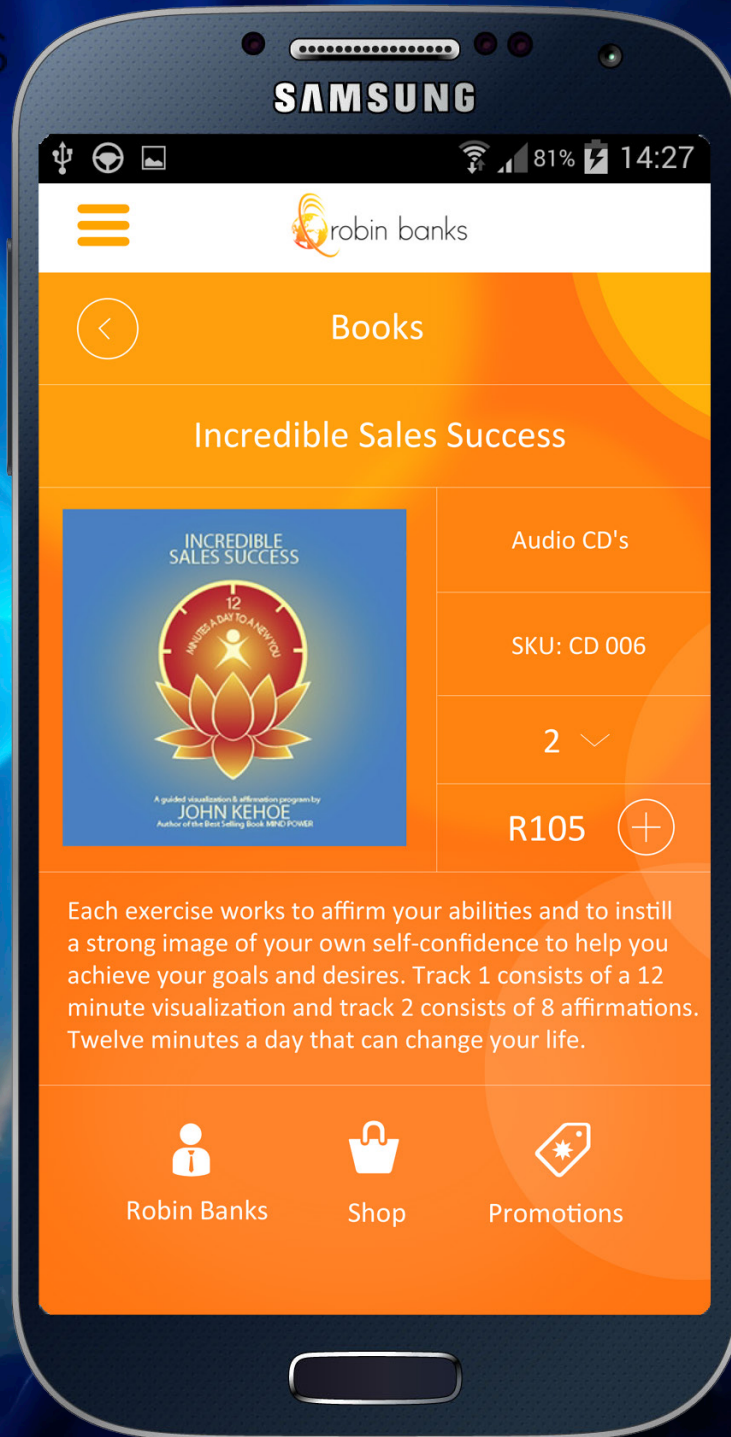 S
SAMSUNG
81% 14:27
robin banks
Books
Incredible Sales Success
INCREDIBLE
SALES SUCCESS
12
MINUTES A DAY TO A NEW YOU
A guided visualization & affirmation program by
JOHN KEHOE
Author of the Best Selling Book MIND POWER
Audio CD's
SKU: CD 006
2
R105
Each exercise works to affirm your abilities and to instill
a strong image of your own self-confidence to help you
achieve your goals and desires. Track 1 consists of a 12
minute visualization and track 2 consists of 8 affirmations.
Twelve minutes a day that can change your life.
Robin Banks
Shop
Promotions